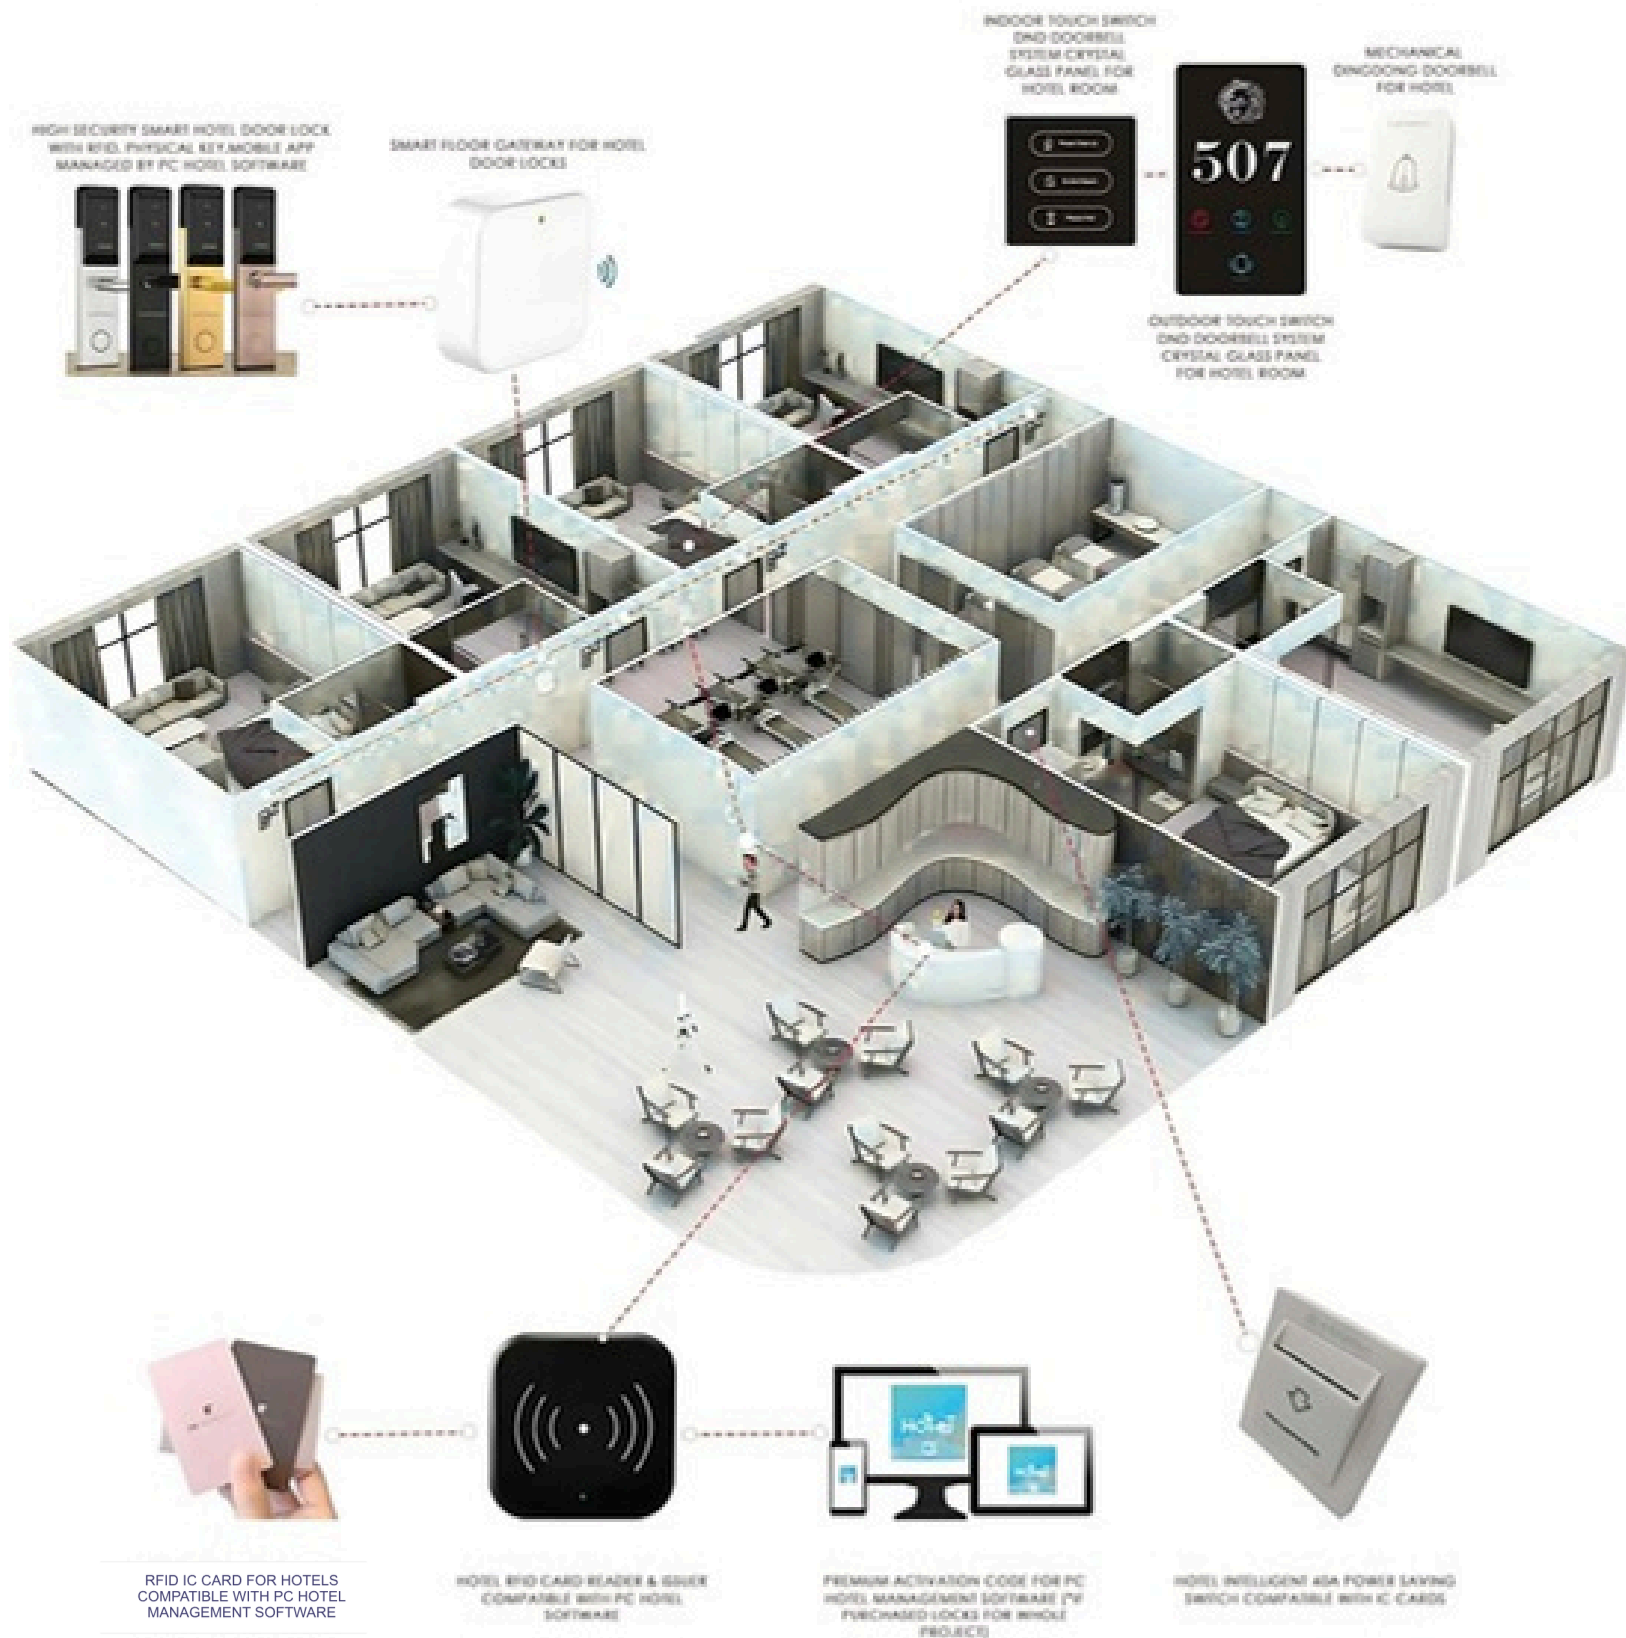 INDOOR TOUCH SWITCH
DND DOORBELL
SYSTEM CRYSTAL
GLASS PANEL FOR
HOTEL ROOM
MECHANICAL
DINGDONG DOORBELL
FOR HOTEL
HIGH SECURITY SMART HOTEL DOOR LOCK
WITH RFID, PHYSICAL KEY,MOBILE APP
MANAGED BY PC HOTEL SOFTWARE
SMART FLOOR GATEWAY FOR HOTEL
DOOR LOCKS
507
OUTDOOR TOUCH SWITCH
DND DOORBELL SYSTEM
CRYSTAL GLASS PANEL
FOR HOTEL ROOM
HOTEL
HOTEL
RFID IC CARD FOR HOTELS
COMPATIBLE WITH PC HOTEL
MANAGEMENT SOFTWARE
HOTEL RFID CARD READER & ISSUER
COMPATIBLE WITH PC HOTEL
SOFTWARE
PREMIUM ACTIVATION CODE FOR PC
HOTEL MANAGEMENT SOFTWARE (*IF
PURCHASED LOCKS FOR WHOLE
PROJECT)
HOTEL INTELLIGENT 40A POWER SAVING
SWITCH COMPATIBLE WITH IC CARDS